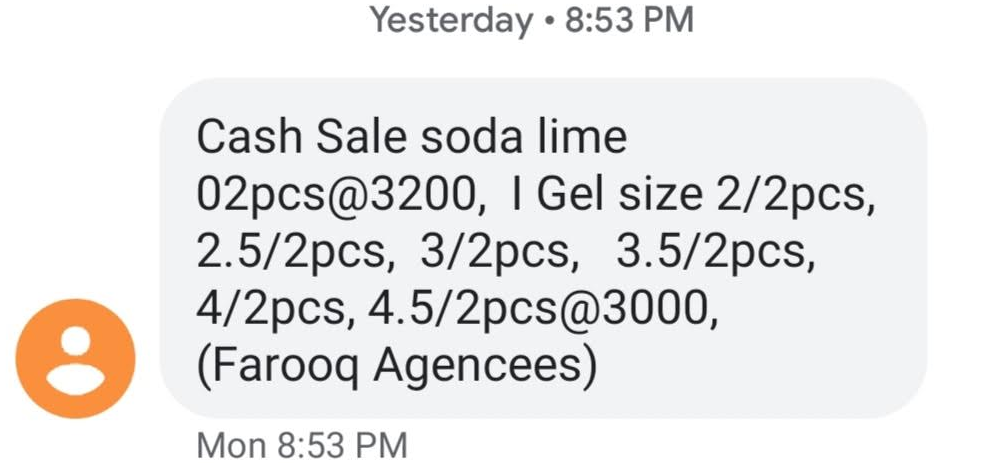 Yesterday • 8:53 PM
Cash Sale soda lime
02pcs@3200, I Gel size 2/2pcs,
2.5/2pcs, 3/2pcs, 3.5/2pcs,
4/2pcs, 4.5/2pcs@3000,
(Farooq Agencees)
Mon 8:53 PM